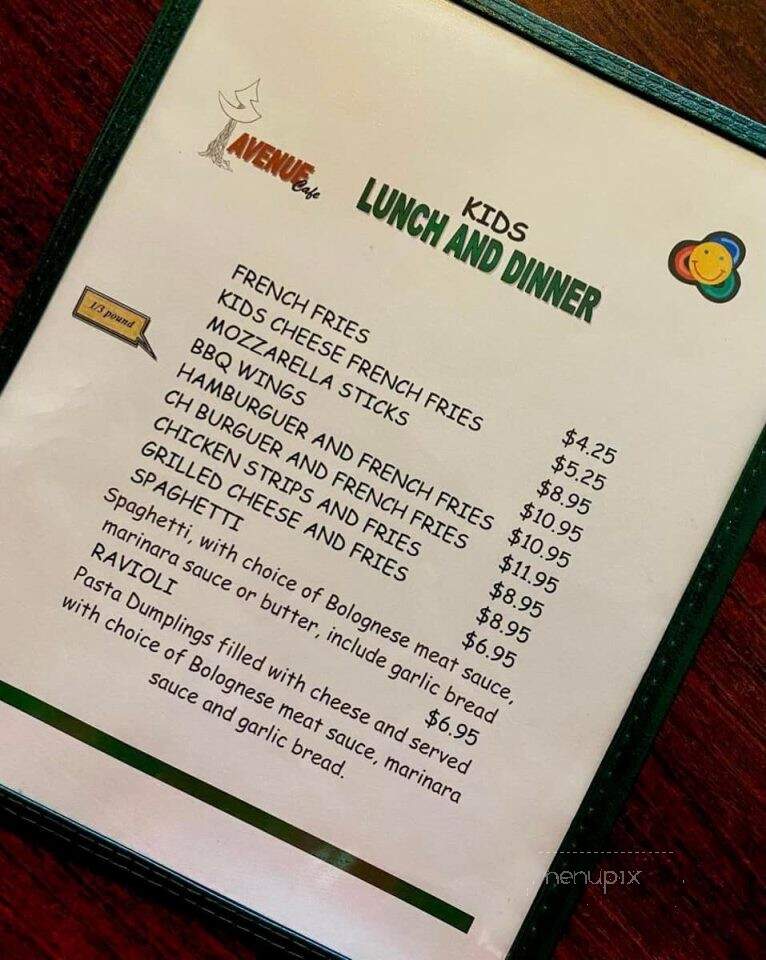 AVENUE
Cafe
KIDS
LUNCH AND DINNER
1/3 pound
FRENCH FRIES $4.25
KIDS CHEESE FRENCH FRIES $5.25
MOZZARELLA STICKS $8.95
BBQ WINGS $10.95
HAMBURGUER AND FRENCH FRIES $10.95
CH BURGUER AND FRENCH FRIES $11.95
CHICKEN STRIPS AND FRIES $8.95
GRILLED CHEESE AND FRIES $8.95
SPAGHETTI $6.95
Spaghetti, with choice of Bolognese meat sauce,
marinara sauce or butter, include garlic bread
RAVIOLI $6.95
Pasta Dumplings filled with cheese and served
with choice of Bolognese meat sauce, marinara
sauce and garlic bread.
menupix